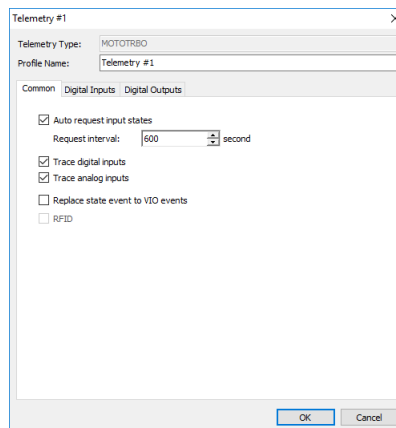 Telemetry #1
Telemetry Type: MOTOTRBO
Profile Name: Telemetry #1
Common Digital Inputs Digital Outputs
Auto request input states
Request interval: 600 second
Trace digital inputs
Trace analog inputs
Replace state event to VIO events
RFID
OK Cancel